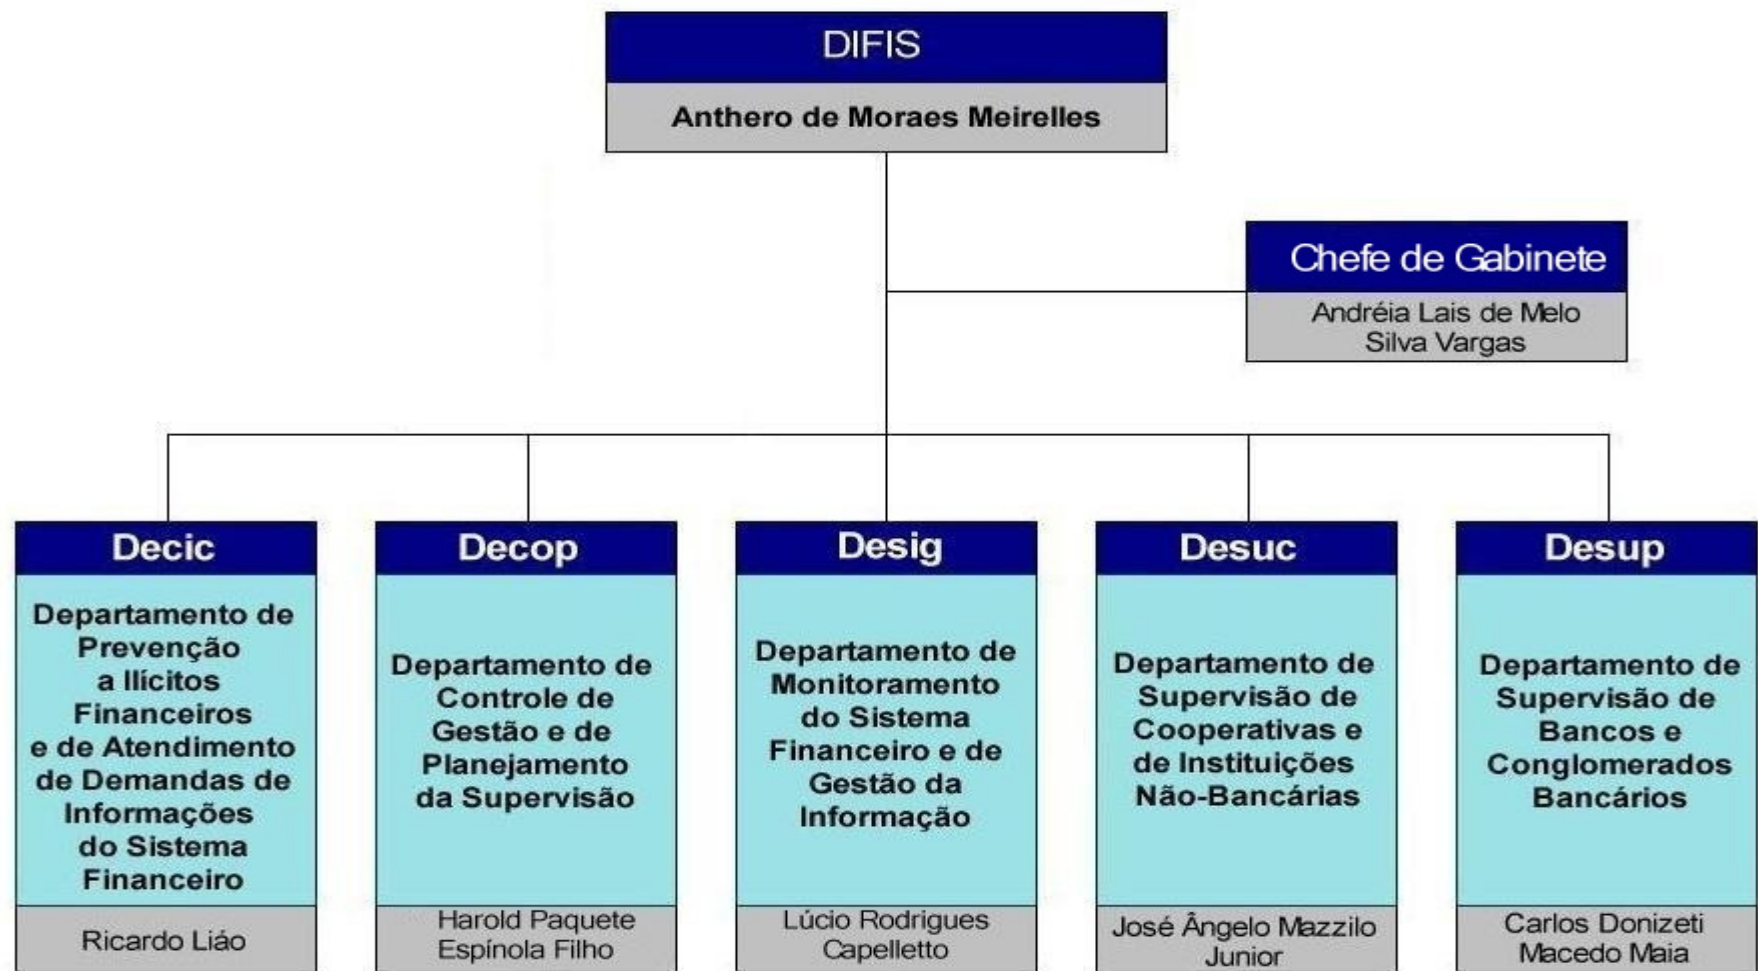 DIFIS
Anthero de Moraes Meirelles
Chefe de Gabinete
Andréia Lais de Melo
Silva Vargas
Decic
Departamento de
Prevenção
a Ilícitos
Financeiros
e de Atendimento
de Demandas de
Informações
do Sistema
Financeiro
Ricardo Liáo
Decop
Departamento de
Controle de
Gestão e de
Planejamento
da Supervisão
Harold Paquete
Espínola Filho
Desig
Departamento de
Monitoramento
do Sistema
Financeiro e de
Gestão da
Informação
Lúcio Rodrigues
Capelletto
Desuc
Departamento de
Supervisão de
Cooperativas e
de Instituições
Não-Bancárias
José Ângelo Mazzilo
Junior
Desup
Departamento de
Supervisão de
Bancos e
Conglomerados
Bancários
Carlos Donizeti
Macedo Maia